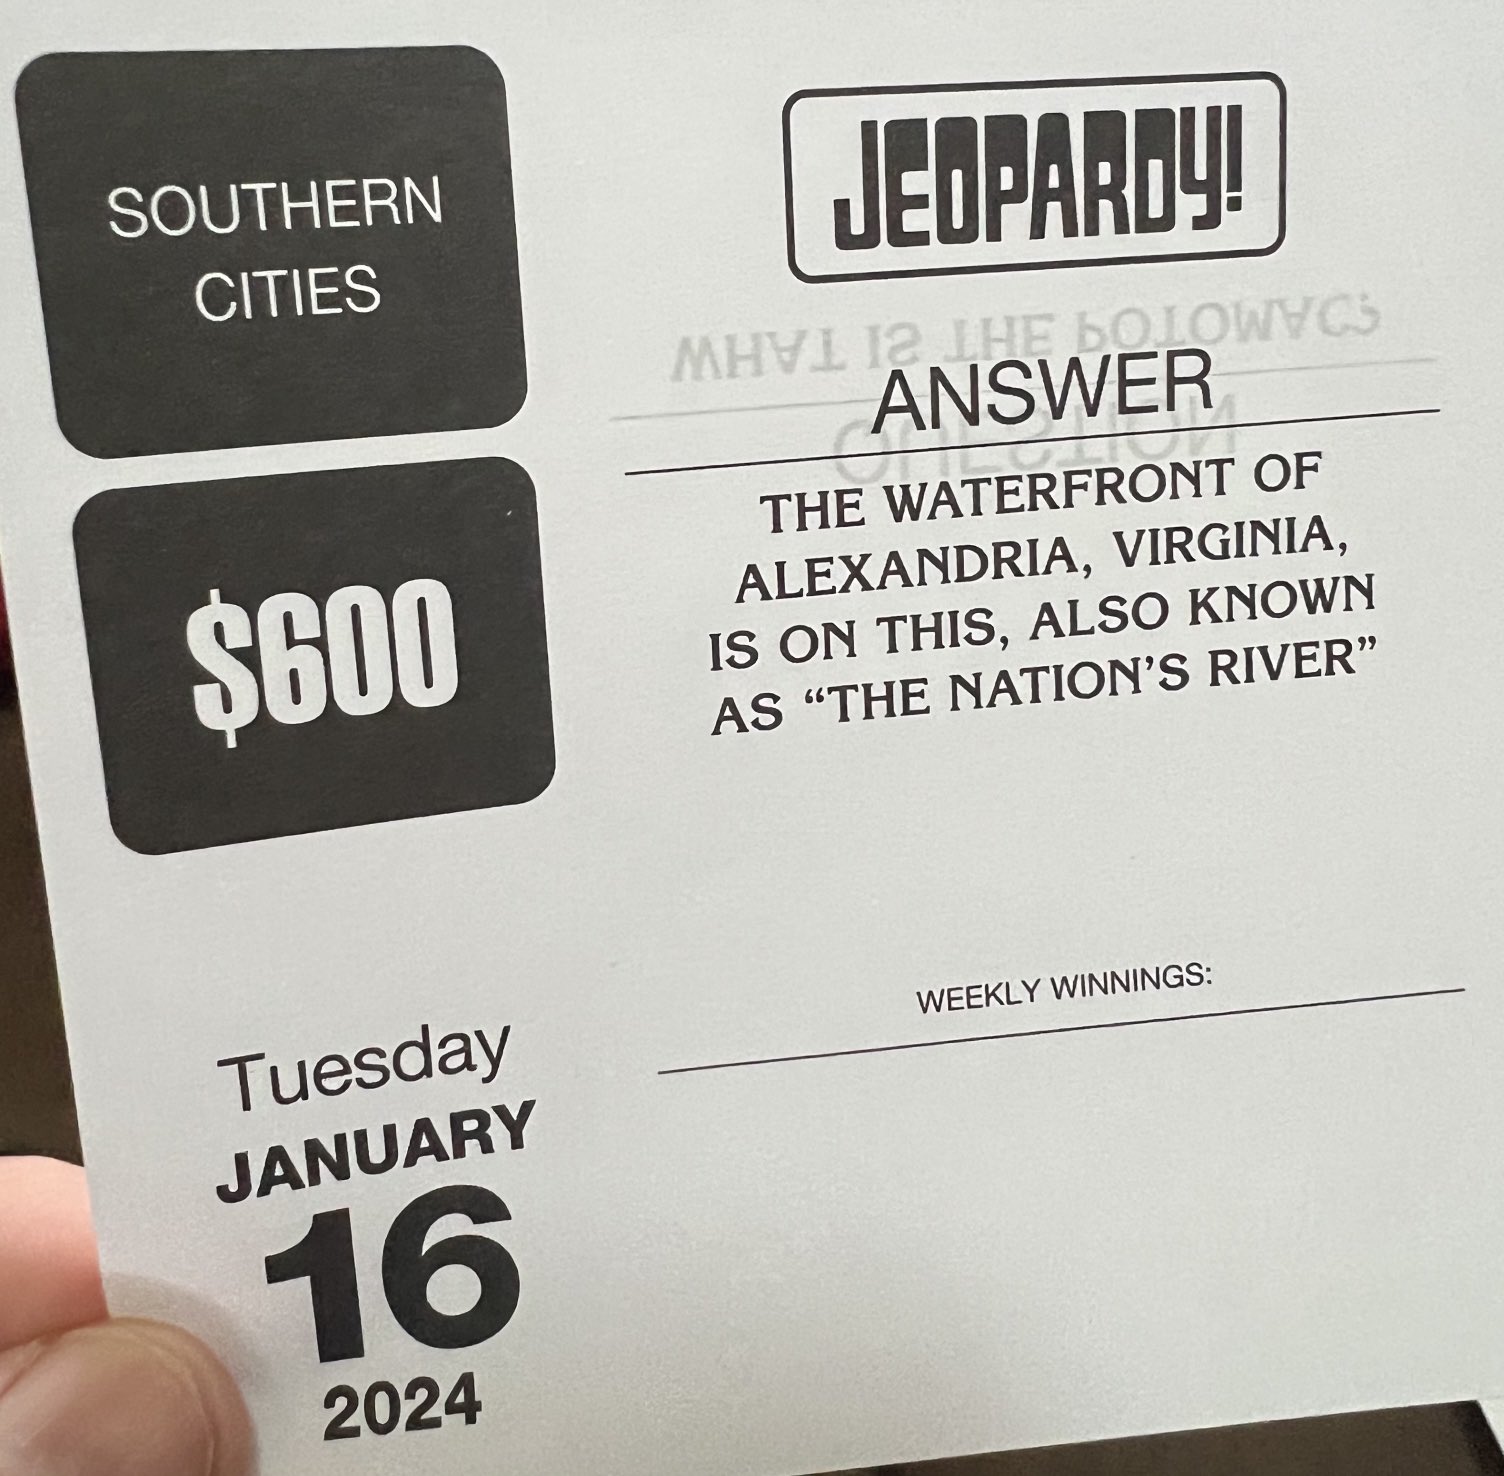 SOUTHERN
CITIES
$600
JEOPARDY!
WHAT IS THE POTOMAC?
QUESTION
ANSWER
THE WATERFRONT OF
ALEXANDRIA, VIRGINIA,
IS ON THIS, ALSO KNOWN
AS “THE NATION’S RIVER”
WEEKLY WINNINGS:
Tuesday
JANUARY
16
2024